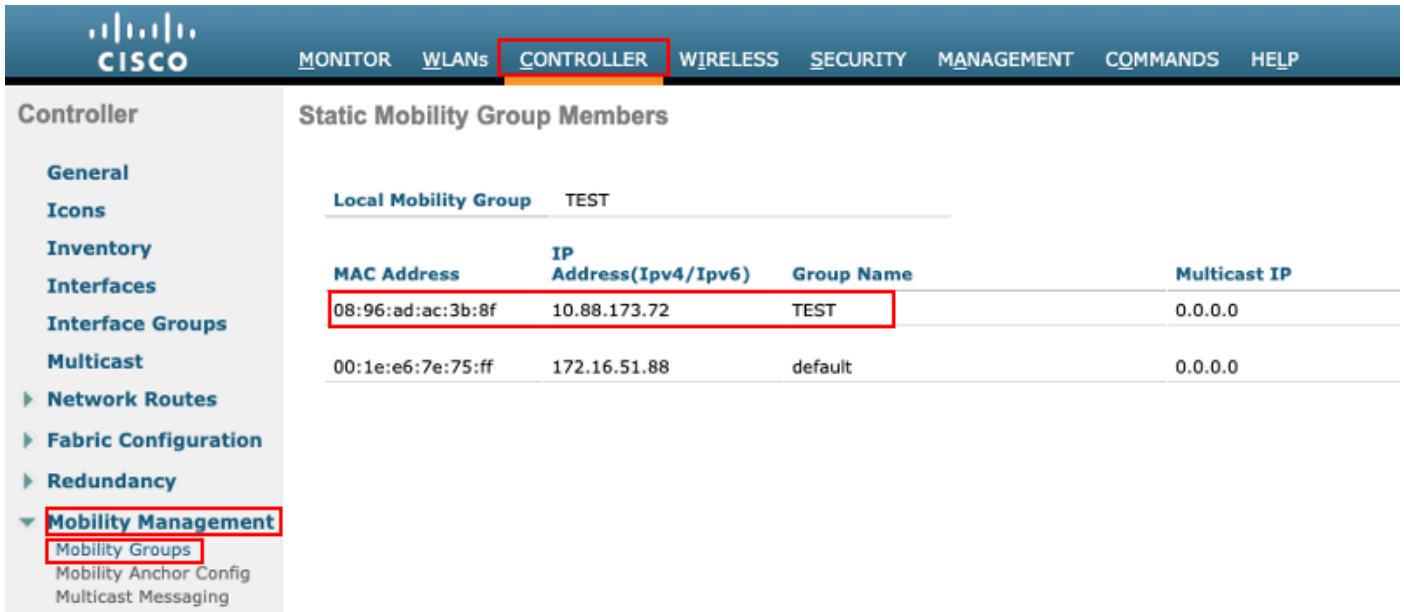 CISCO
MONITOR WLANs CONTROLLER WIRELESS SECURITY MANAGEMENT COMMANDS HELP
Controller
General
Icons
Inventory
Interfaces
Interface Groups
Multicast
Network Routes
Fabric Configuration
Redundancy
Mobility Management
Mobility Groups
Mobility Anchor Config
Multicast Messaging
Static Mobility Group Members
Local Mobility Group TEST
MAC Address IP Address(Ipv4/Ipv6) Group Name Multicast IP
08:96:ad:ac:3b:8f 10.88.173.72 TEST 0.0.0.0
00:1e:e6:7e:75:ff 172.16.51.88 default 0.0.0.0